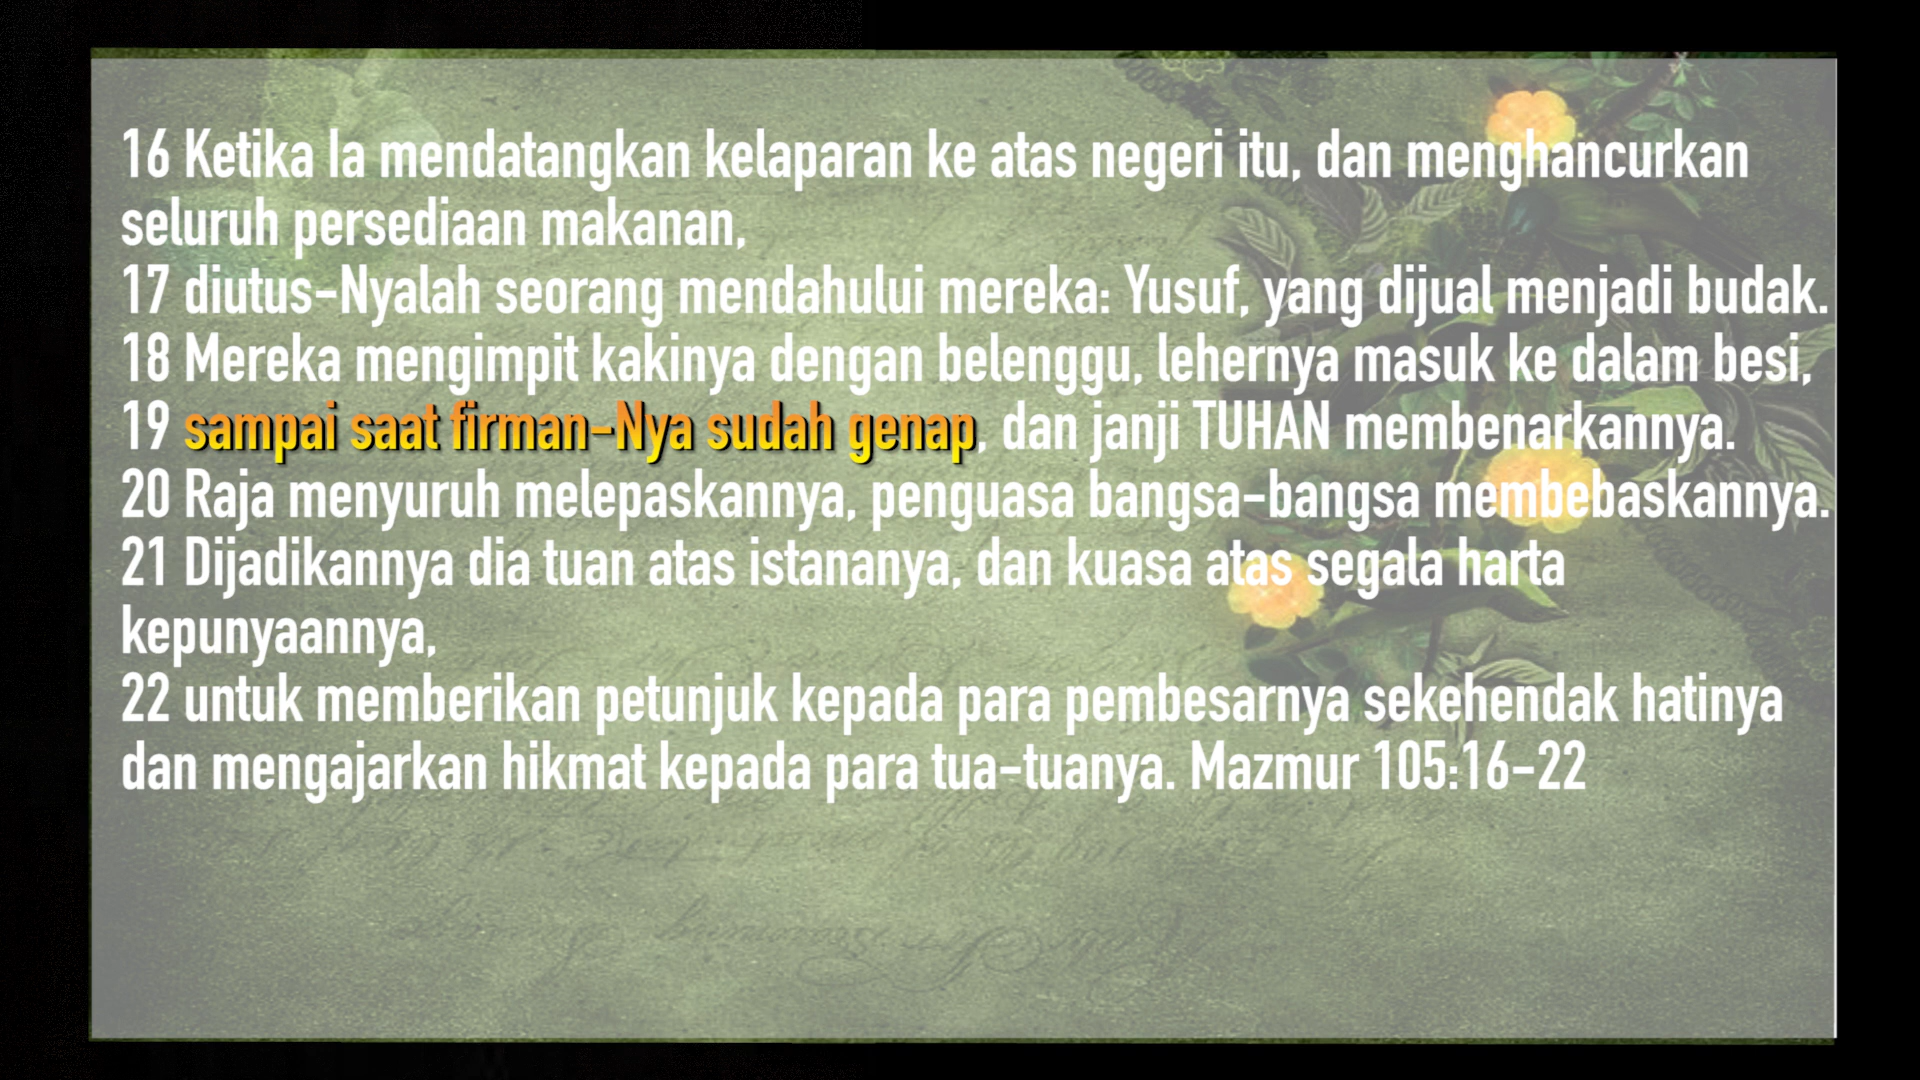 16 Ketika Ia mendatangkan kelaparan ke atas negeri itu, dan menghancurkan
seluruh persediaan makanan,
17 diutus-Nyalah seorang mendahului mereka: Yusuf, yang dijual menjadi budak.
18 Mereka mengimpit kakinya dengan belenggu, lehernya masuk ke dalam besi,
19 sampai saat firman-Nya sudah genap, dan janji TUHAN membenarkannya.
20 Raja menyuruh melepaskannya, penguasa bangsa-bangsa membebaskannya.
21 Dijadikannya dia tuan atas istananya, dan kuasa atas segala harta
kepunyaannya,
22 untuk memberikan petunjuk kepada para pembesarnya sekehendak hatinya
dan mengajarkan hikmat kepada para tua-tuanya. Mazmur 105:16-22